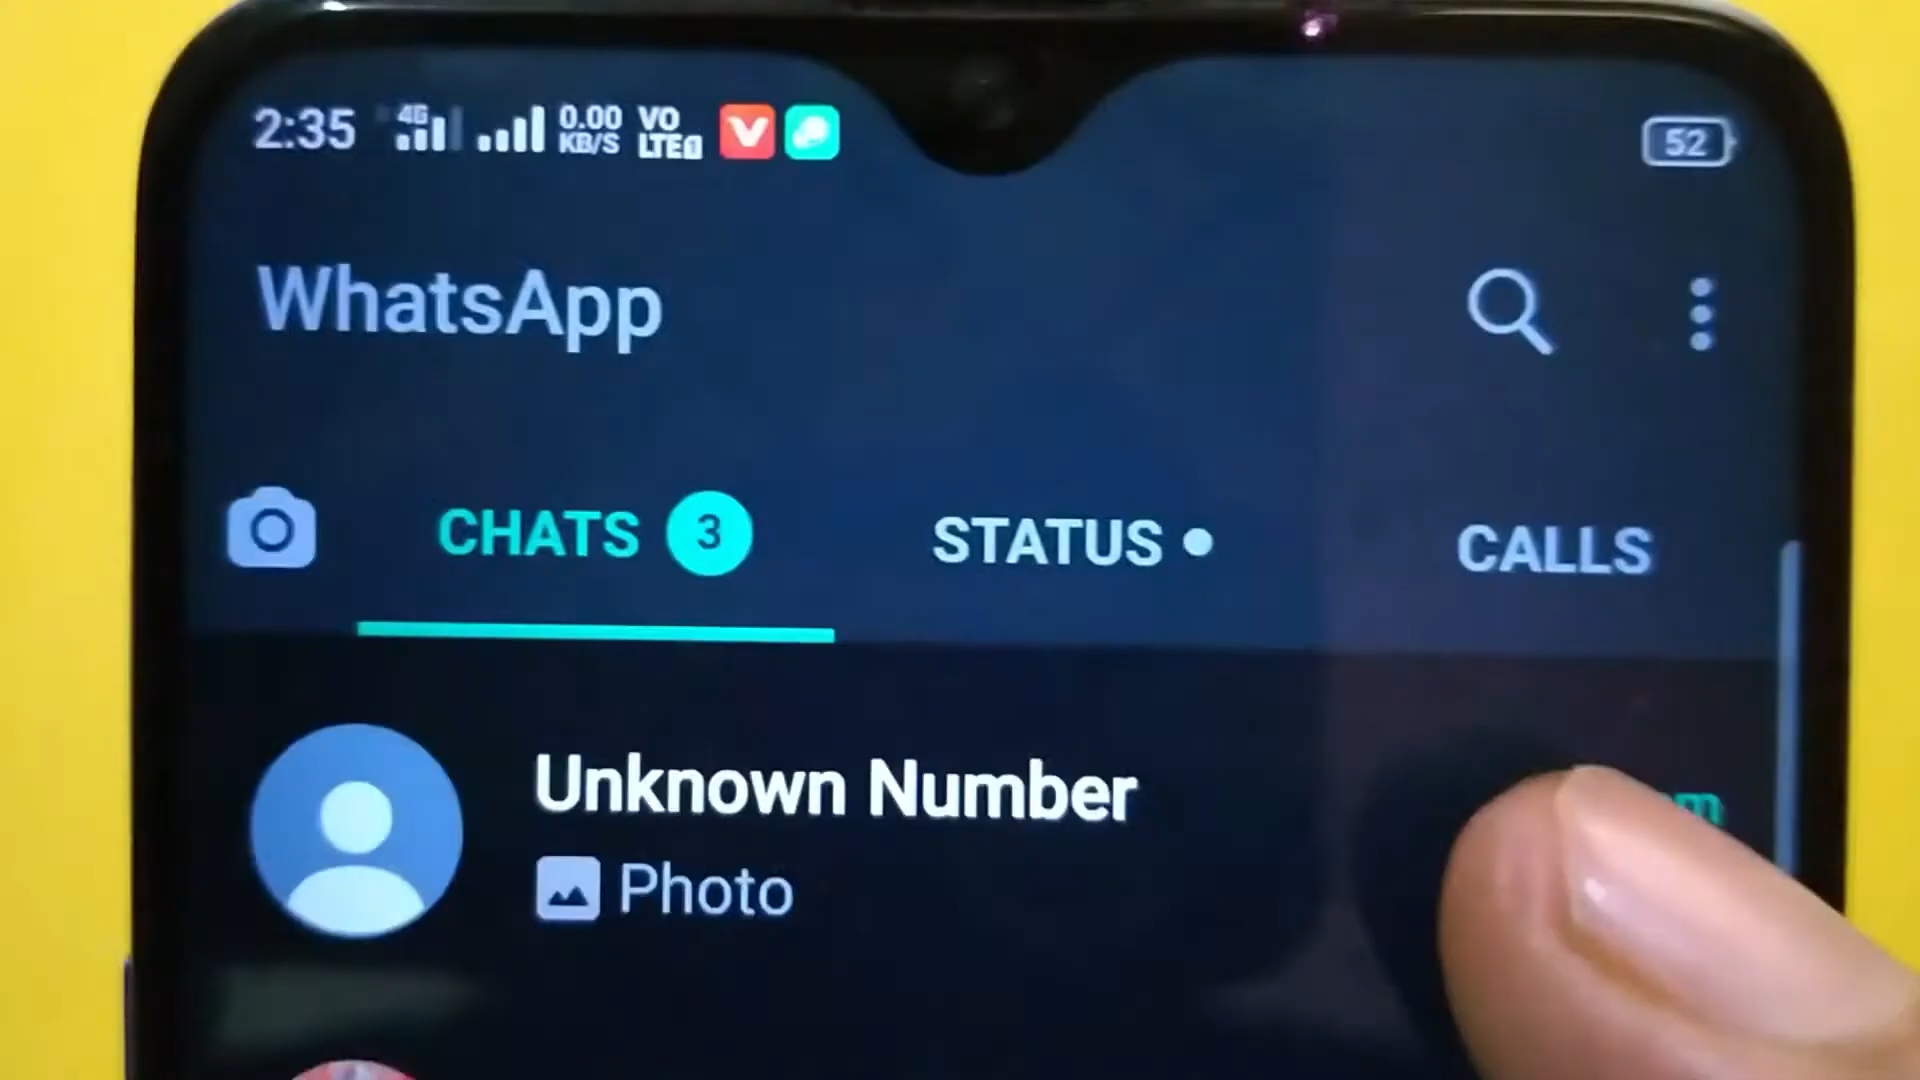 2:35 4G 0.00 KB/S VO LTE 52
WhatsApp
CHATS 3 STATUS CALLS
Unknown Number
Photo